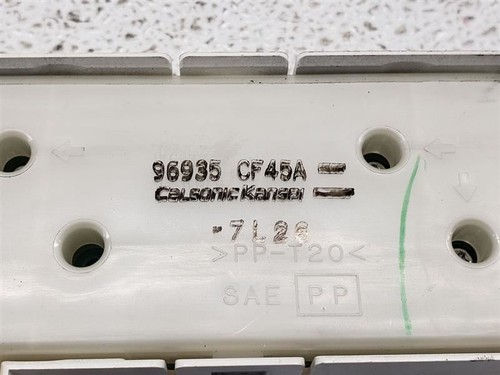 96935 CF45A
Calsonic Kansei
7L26
>PP-T20<
SAE PP